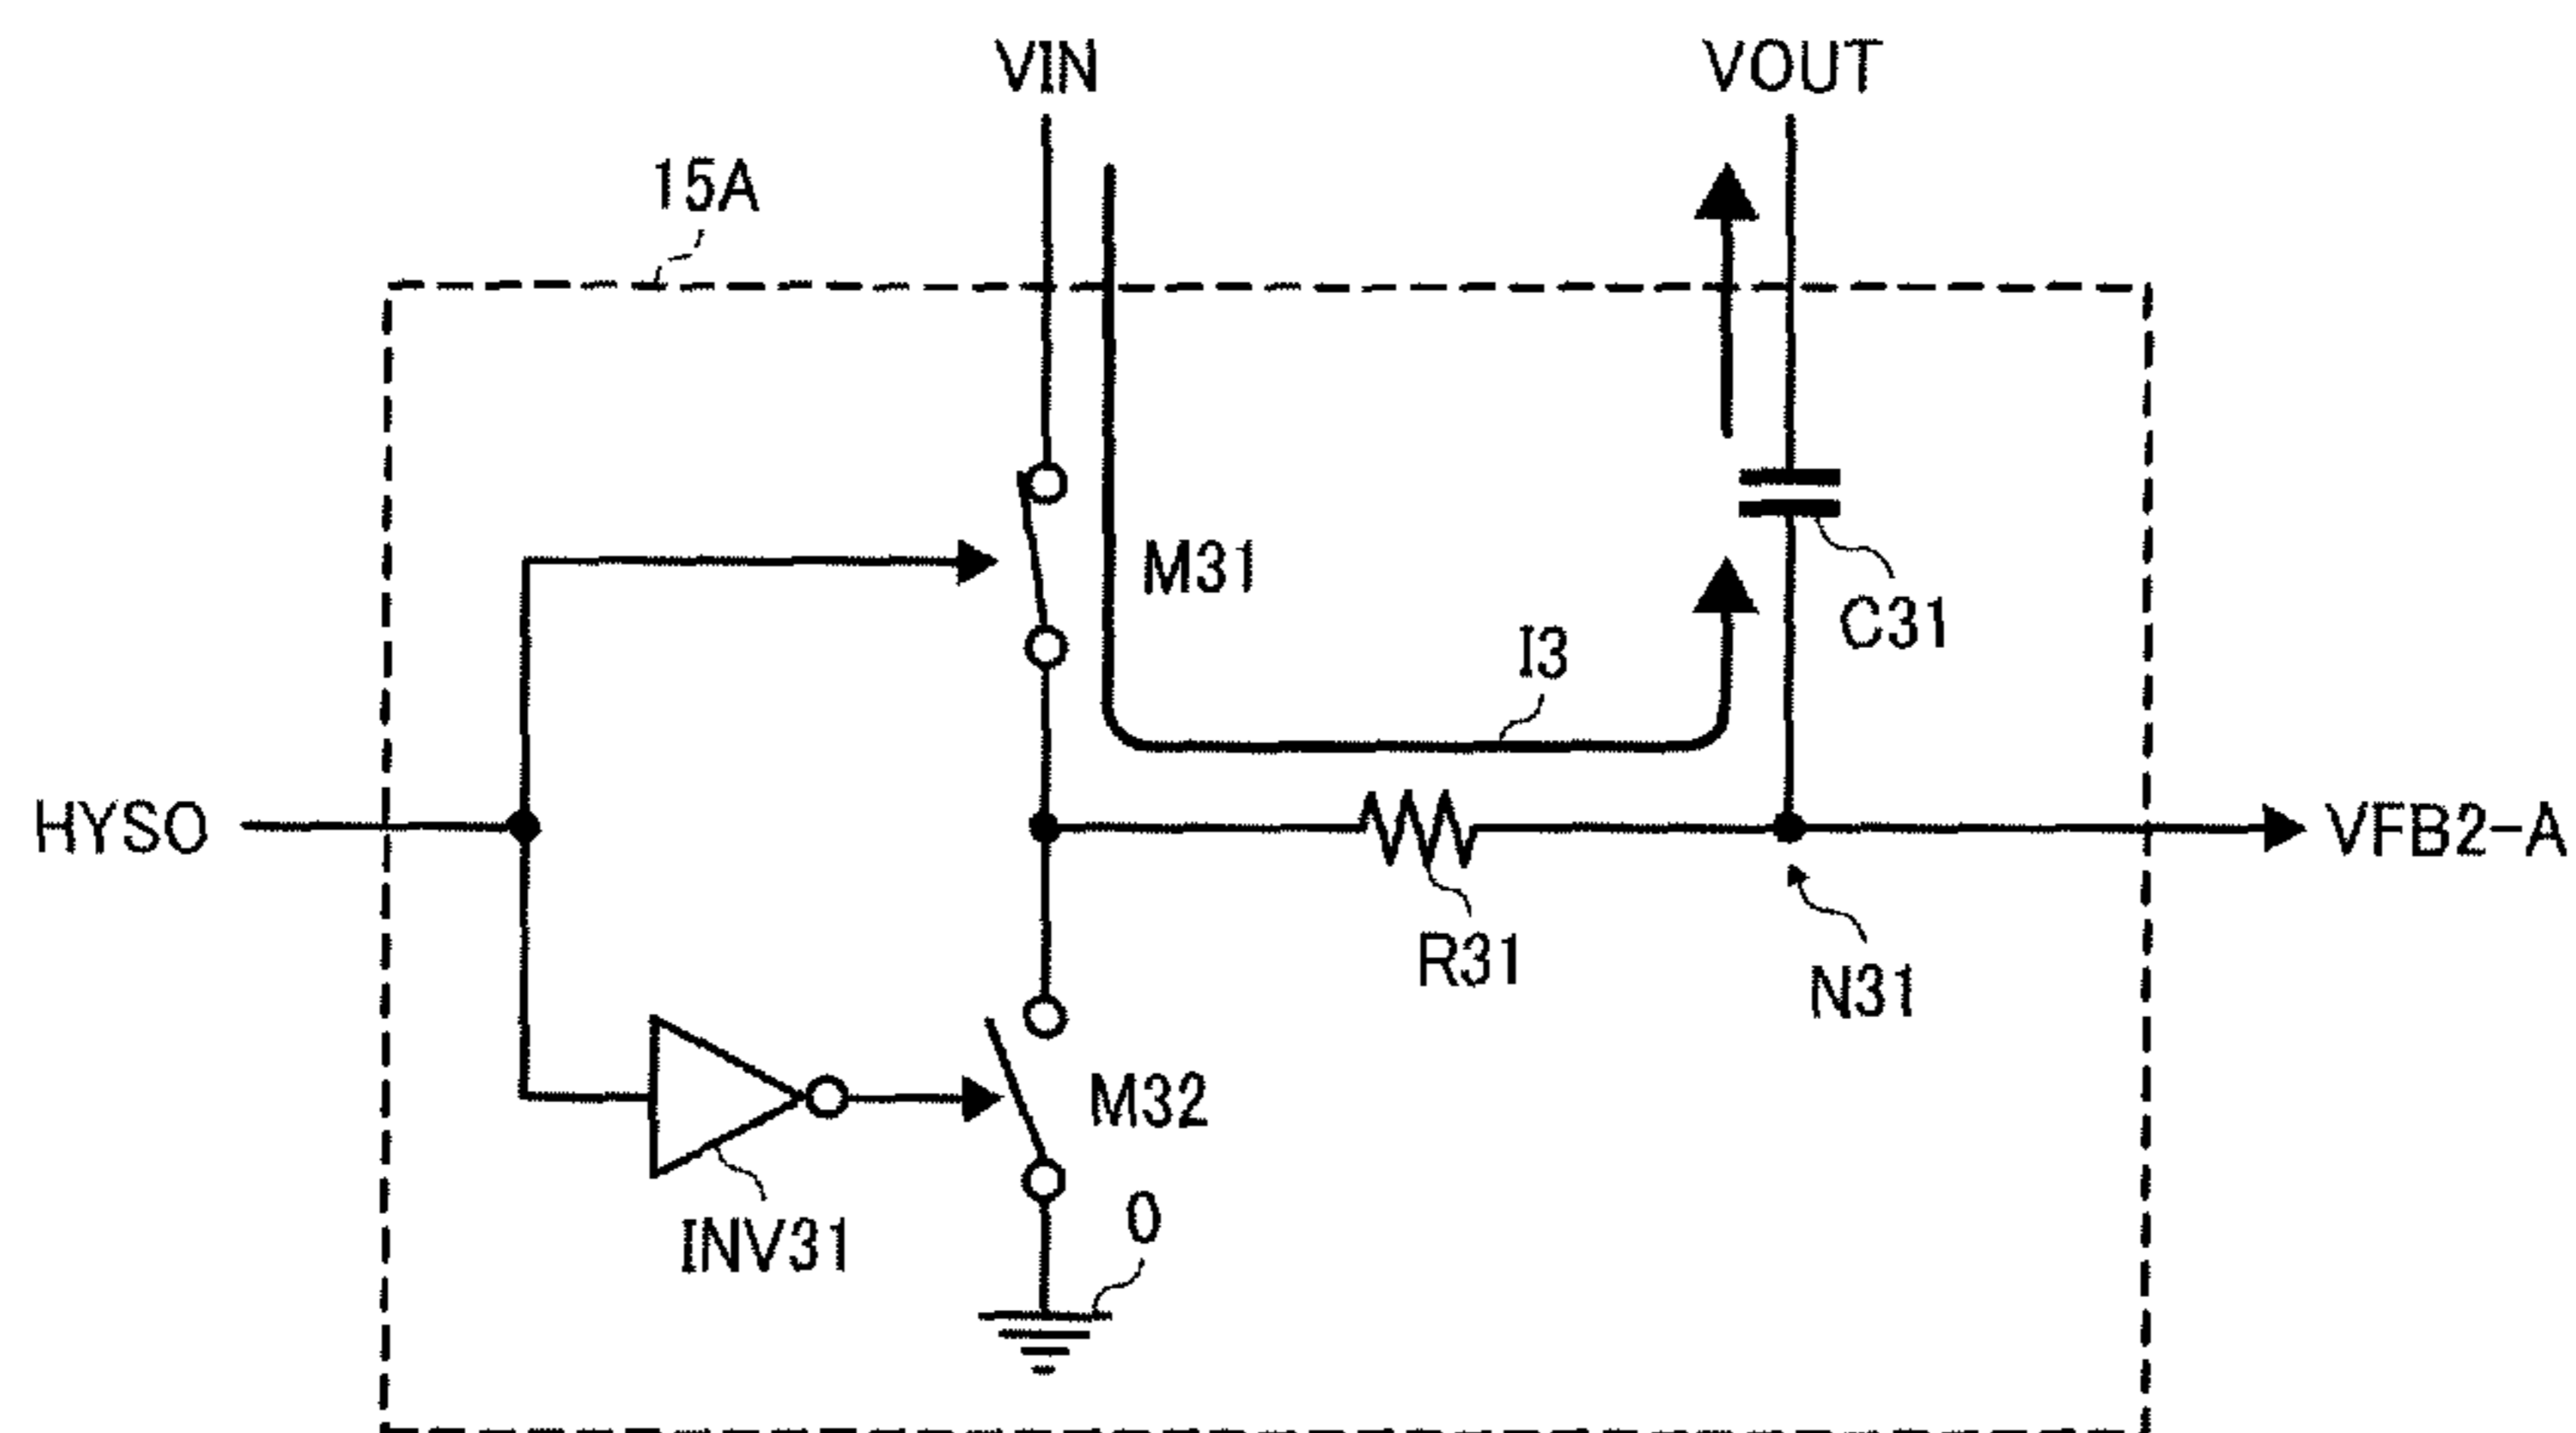 VIN
VOUT
15A
M31
C31
I3
HYSO
VFB2-A
R31
N31
M32
INV31
0